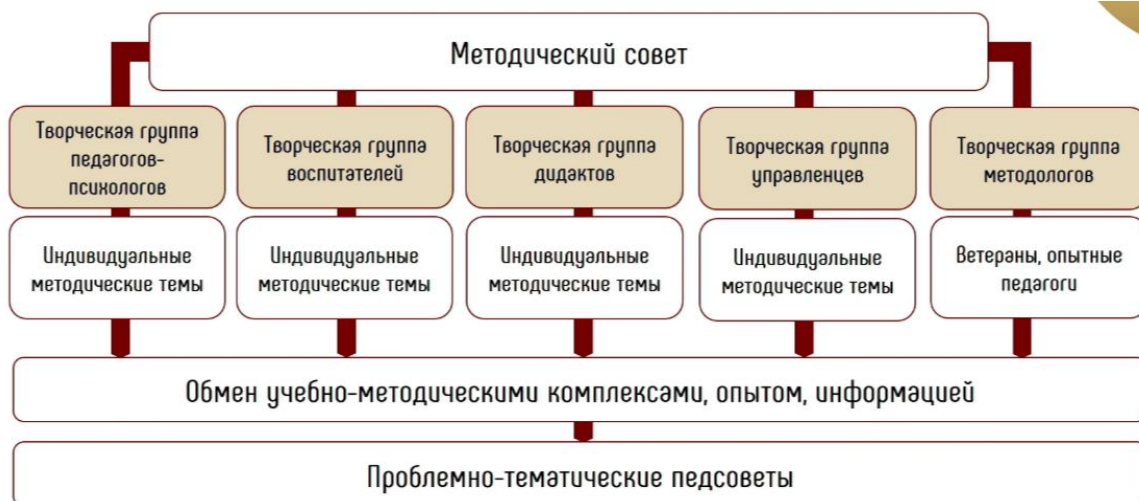 Методический совет
Творческая группа
педагогов-
психологов
Творческая группа
воспитателей
Творческая группа
дидактов
Творческая группа
управленцев
Творческая группа
методологов
Индивидуальные
методические темы
Индивидуальные
методические темы
Индивидуальные
методические темы
Индивидуальные
методические темы
Ветераны, опытные
педагоги
Обмен учебно-методическими комплексами, опытом, информацией
Проблемно-тематические педсоветы